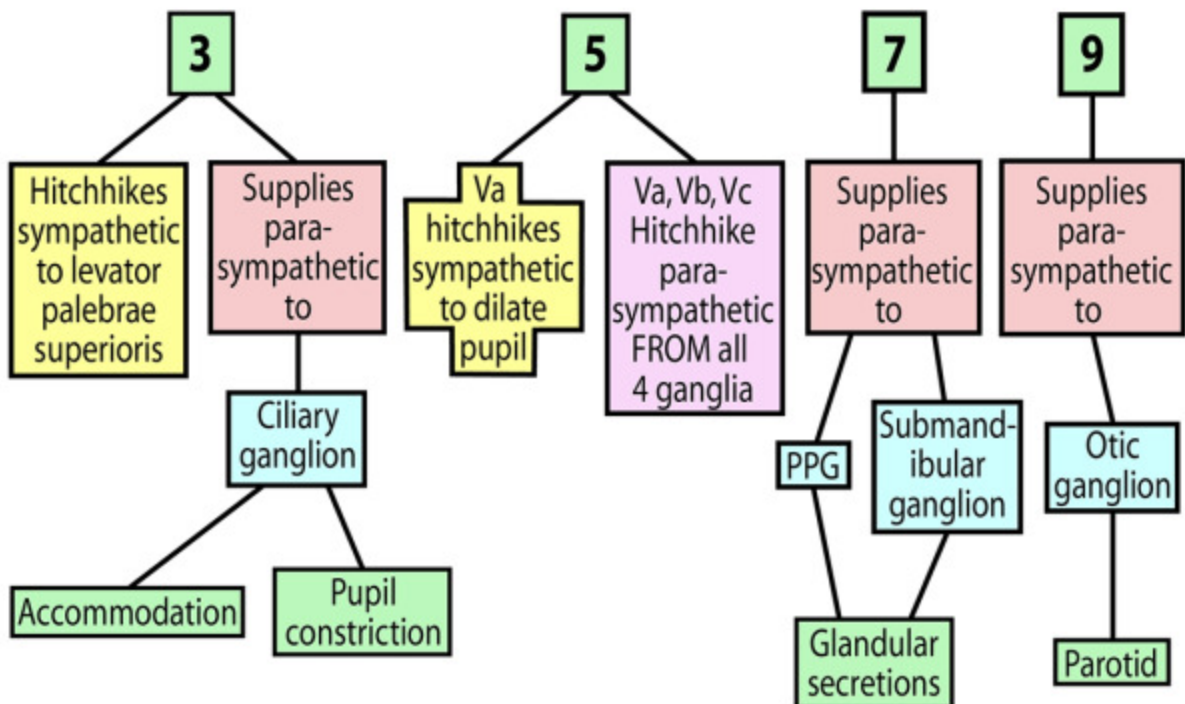 3
5
7
9
Hitchhikes
sympathetic
to levator
palebrae
superioris
Supplies
para-
sympathetic
to
Va
hitchhikes
sympathetic
to dilate
pupil
Va, Vb, Vc
Hitchhike
para-
sympathetic
FROM all
4 ganglia
Supplies
para-
sympathetic
to
Supplies
para-
sympathetic
to
Ciliary
ganglion
PPG
Submand-
ibular
ganglion
Otic
ganglion
Accommodation
Pupil
constriction
Glandular
secretions
Parotid